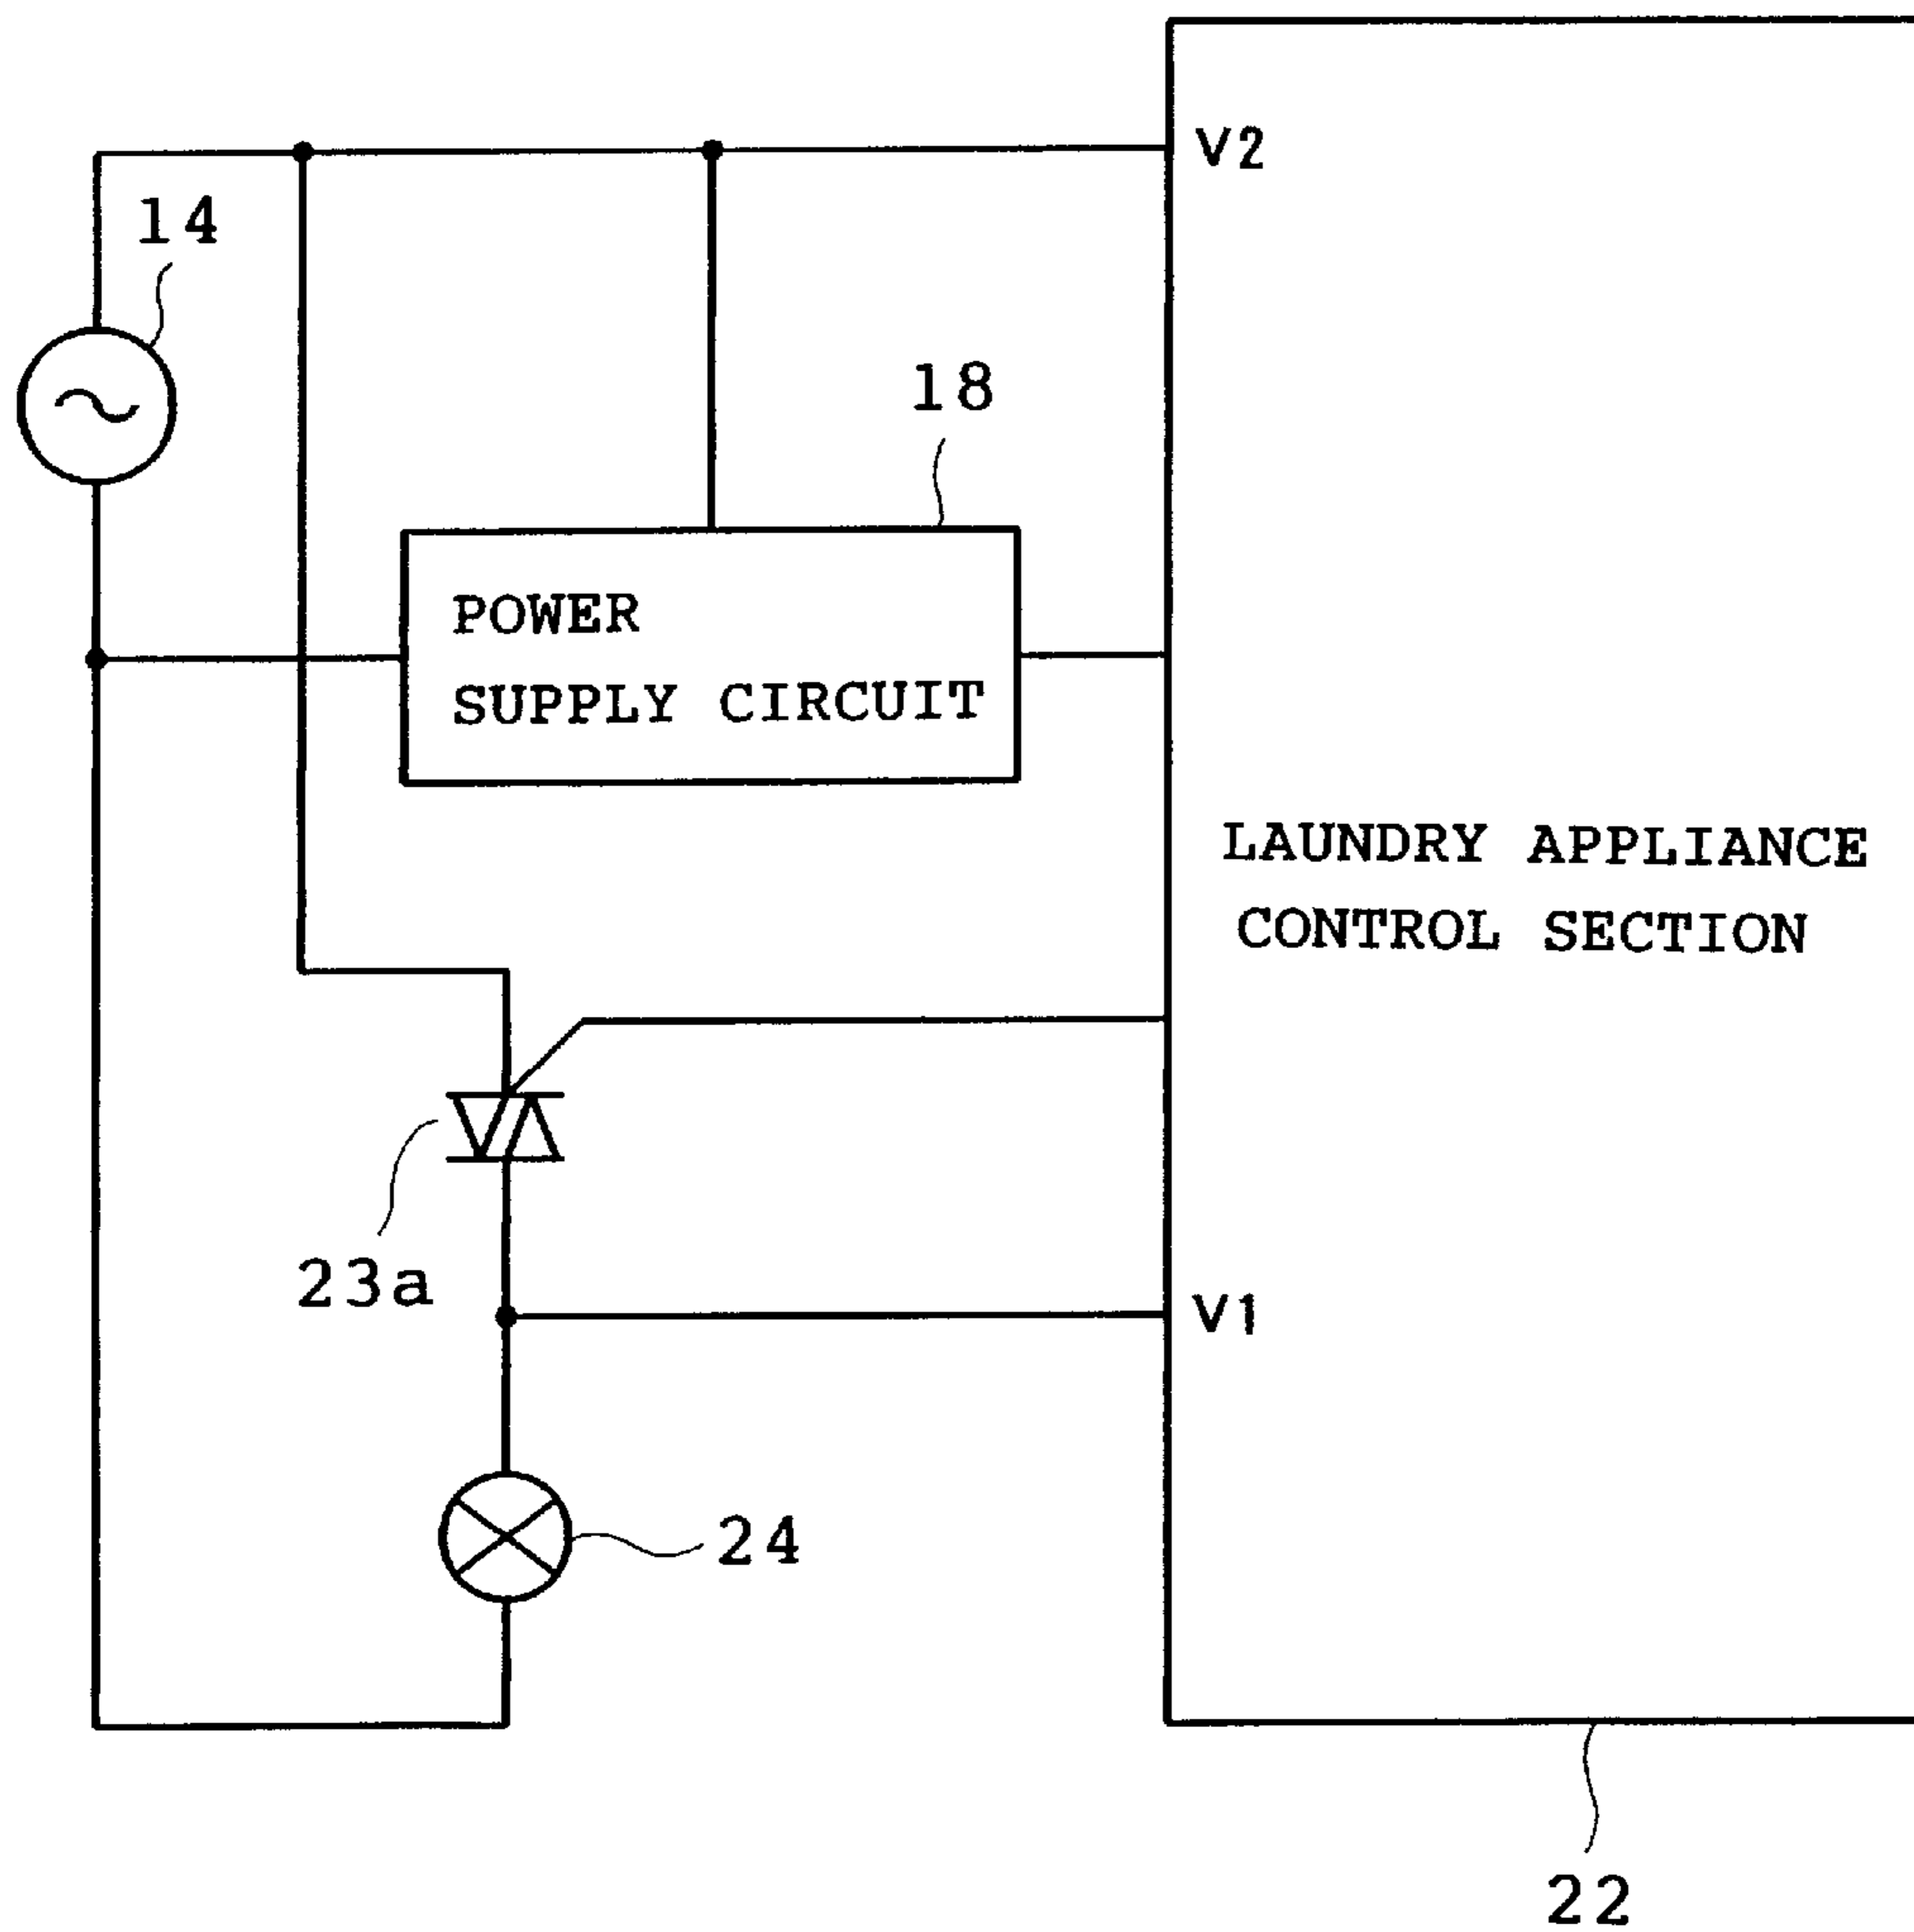 V2
14
18
POWER
SUPPLY CIRCUIT
LAUNDRY APPLIANCE
CONTROL SECTION
23a
V1
24
22